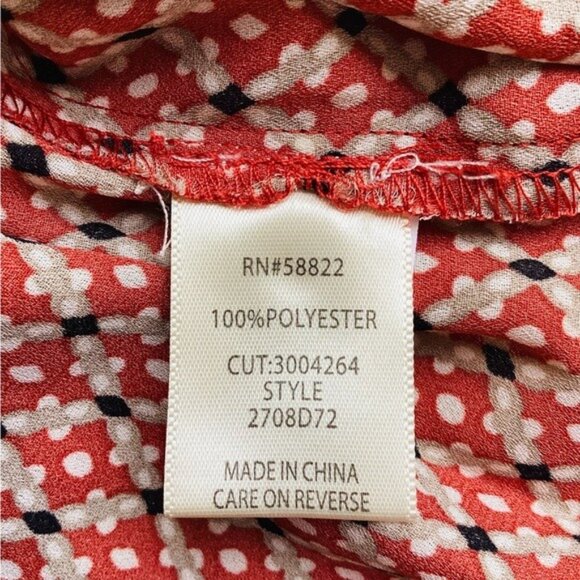 RN#58822
100%POLYESTER
CUT:3004264
STYLE
2708D72
MADE IN CHINA
CARE ON REVERSE